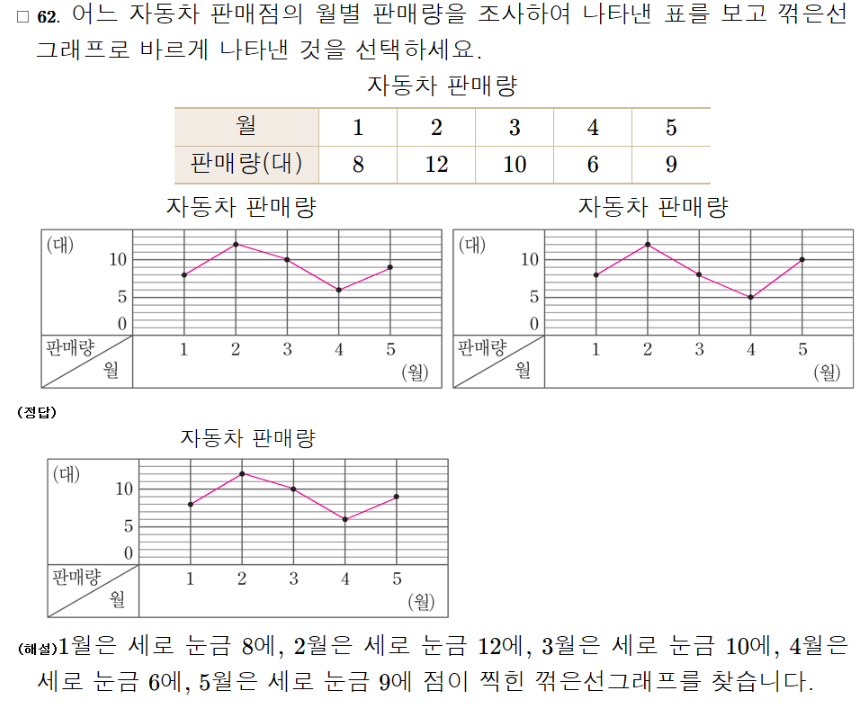 □ 62. 어느 자동차 판매점의 월별 판매량을 조사하여 나타낸 표를 보고 꺾은선
그래프로 바르게 나타낸 것을 선택하세요.
자동차 판매량
월 1 2 3 4 5
판매량(대) 8 12 10 6 9
자동차 판매량
(대)
10
5
0
판매량
월
1 2 3 4 5
(월)
자동차 판매량
(대)
10
5
0
판매량
월
1 2 3 4 5
(월)
(정답)
자동차 판매량
(대)
10
5
0
판매량
월
1 2 3 4 5
(월)
(해설)1월은 세로 눈금 8에, 2월은 세로 눈금 12에, 3월은 세로 눈금 10에, 4월은
세로 눈금 6에, 5월은 세로 눈금 9에 점이 찍힌 꺾은선그래프를 찾습니다.